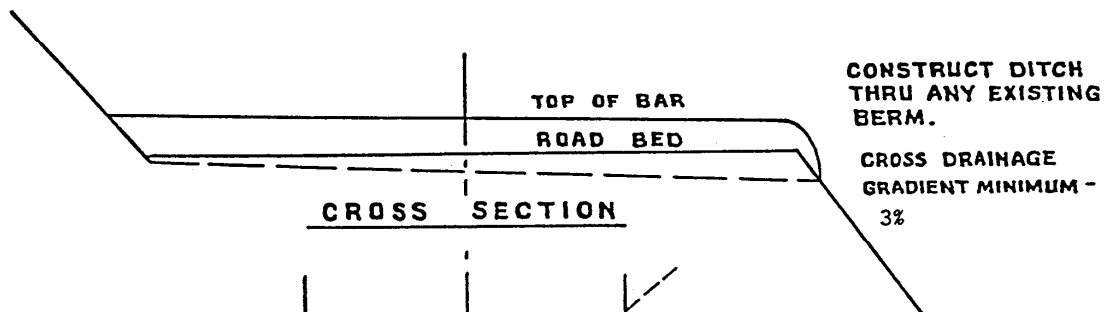 TOP OF BAR
ROAD BED
CROSS SECTION
CONSTRUCT DITCH
THRU ANY EXISTING
BERM.
CROSS DRAINAGE
GRADIENT MINIMUM -
3%